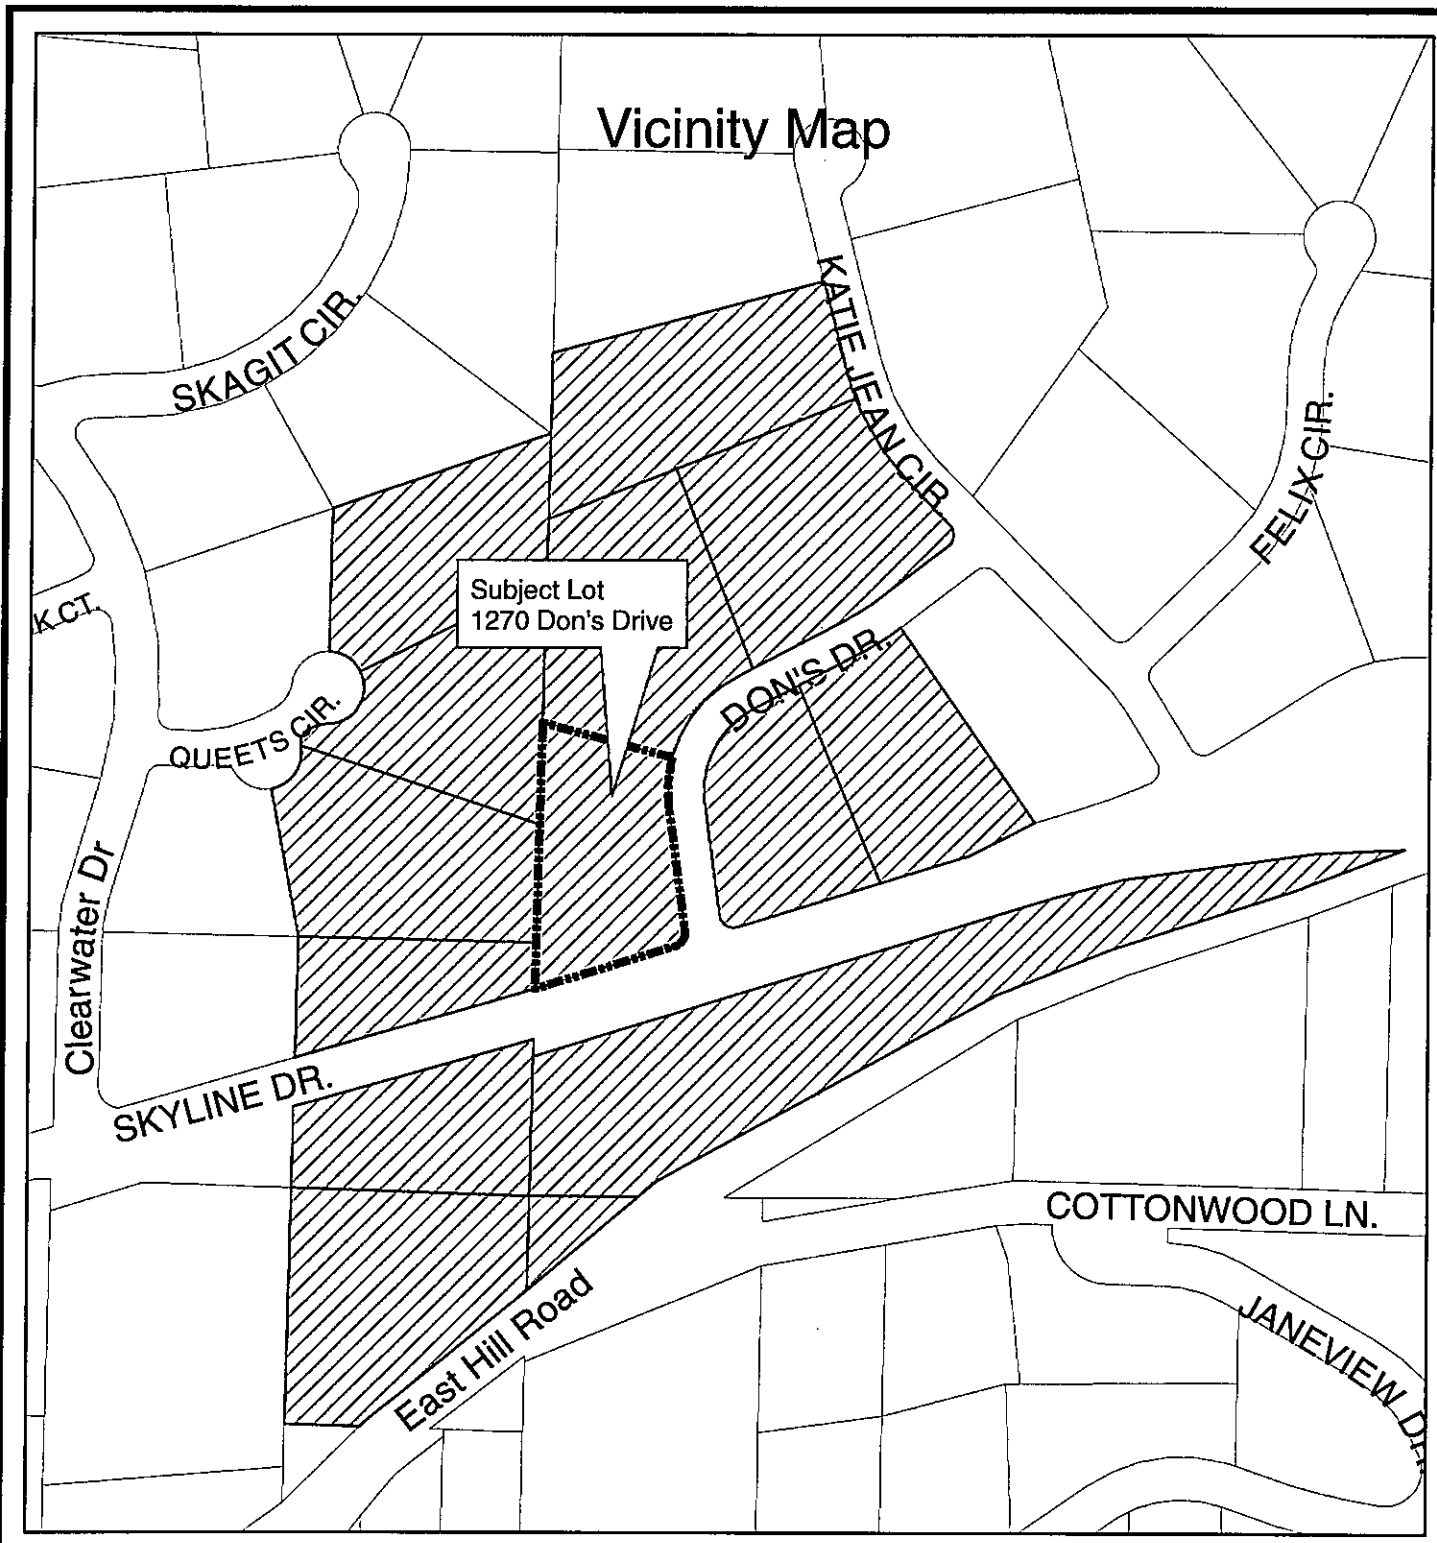 Vicinity Map
KATIE JEAN CIR
SKAGIT CIR.
FELIX CIR.
Subject Lot
1270 Don's Drive
K CT.
DON'S DR.
QUEETS CIR.
Clearwater Dr
SKYLINE DR.
COTTONWOOD LN.
East Hill Road
JANEVIEW DR.